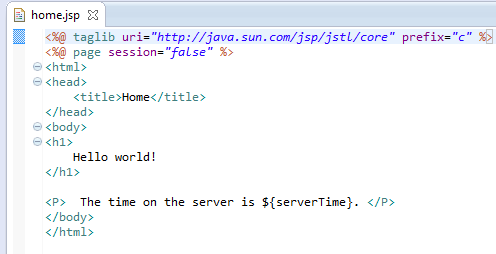 home.jsp
<%@ taglib uri="http://java.sun.com/jsp/jstl/core" prefix="c" %>
<%@ page session="false" %>
<html>
<head>
    <title>Home</title>
</head>
<body>
<h1>
    Hello world!
</h1>

<P>  The time on the server is ${serverTime}. </P>
</body>
</html>